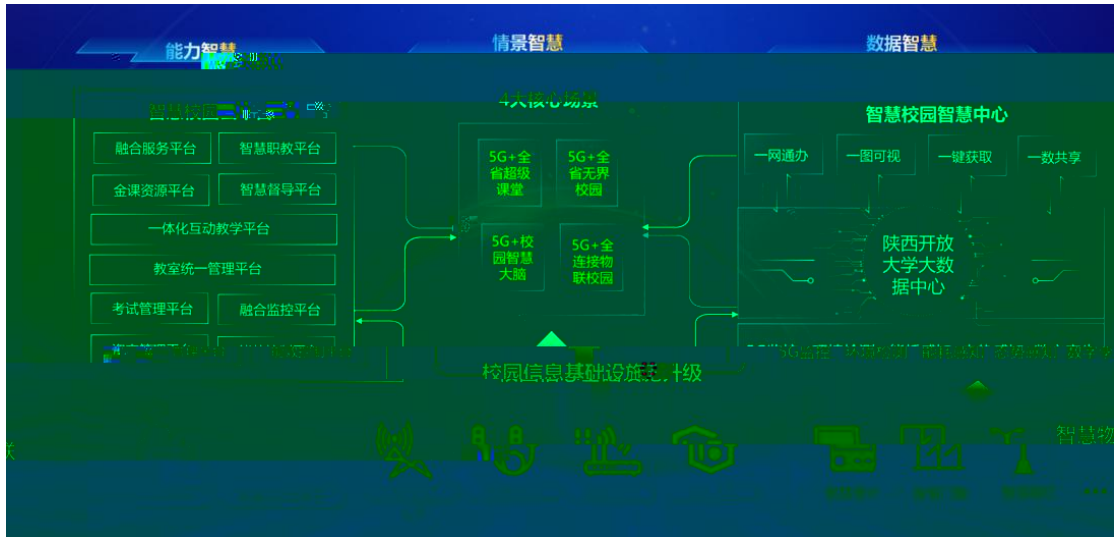 能力智慧
情景智慧
数据智慧
智慧校园
4大核心场景
智慧校园智慧中心
融合服务平台
智慧职教平台
金课资源平台
智慧督导平台
一体化互动教学平台
教室统一管理平台
考试管理平台
融合监控平台
5G+全
省超级
课堂
5G+全
省无界
校园
5G+校
园智慧
大脑
5G+全
连接物
联校园
一网通办
一图可视
一键获取
一数共享
陕西开放
大学大数
据中心
校园信息基础设施
升级
智慧物
联